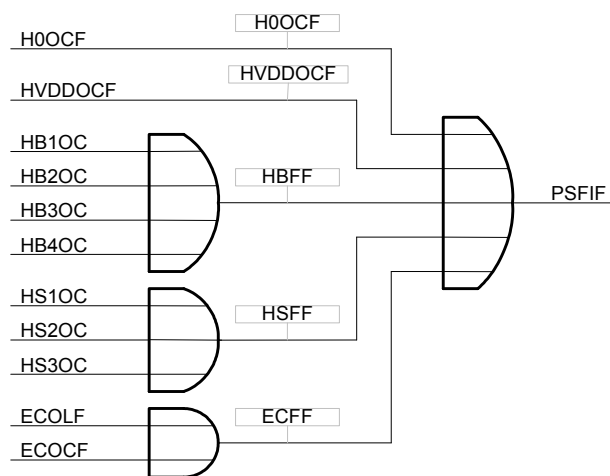 H0OCF
H0OCF
HVDDOCF
HVDDOCF
HB1OC
HB2OC
HBFF
PSFIF
HB3OC
HB4OC
HS1OC
HSFF
HS2OC
HS3OC
ECOLF
ECFF
ECOCF